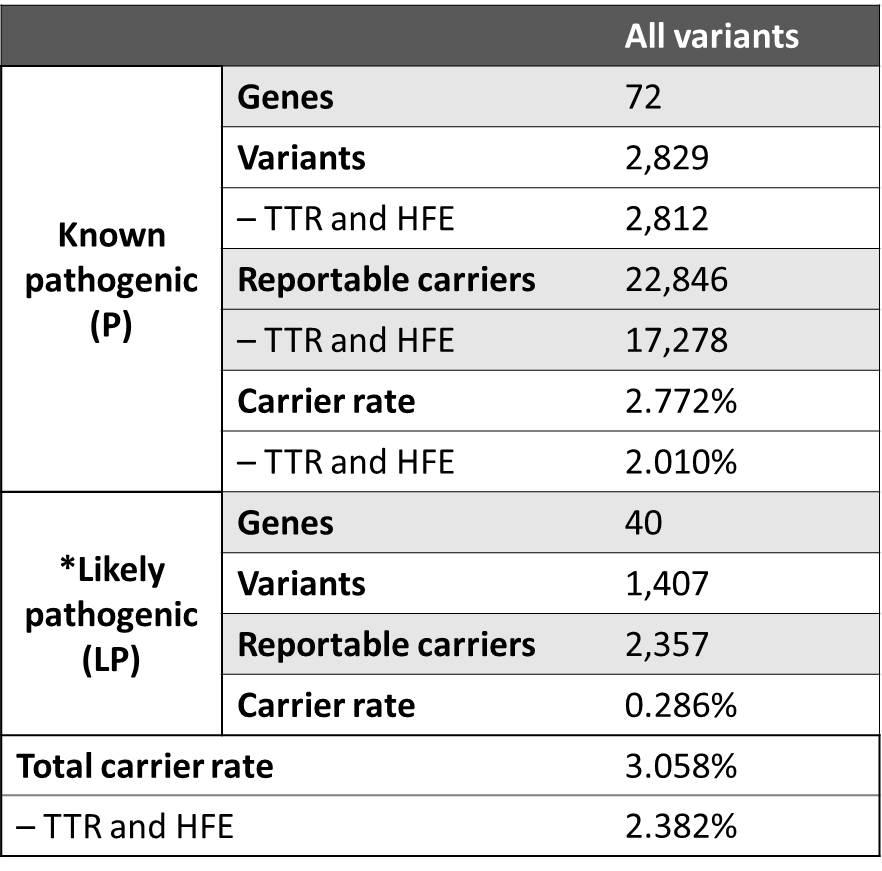 All variants
Known
pathogenic
(P)
Genes 72
Variants 2,829
– TTR and HFE 2,812
Reportable carriers 22,846
– TTR and HFE 17,278
Carrier rate 2.772%
– TTR and HFE 2.010%
*Likely
pathogenic
(LP)
Genes 40
Variants 1,407
Reportable carriers 2,357
Carrier rate 0.286%
Total carrier rate 3.058%
– TTR and HFE 2.382%